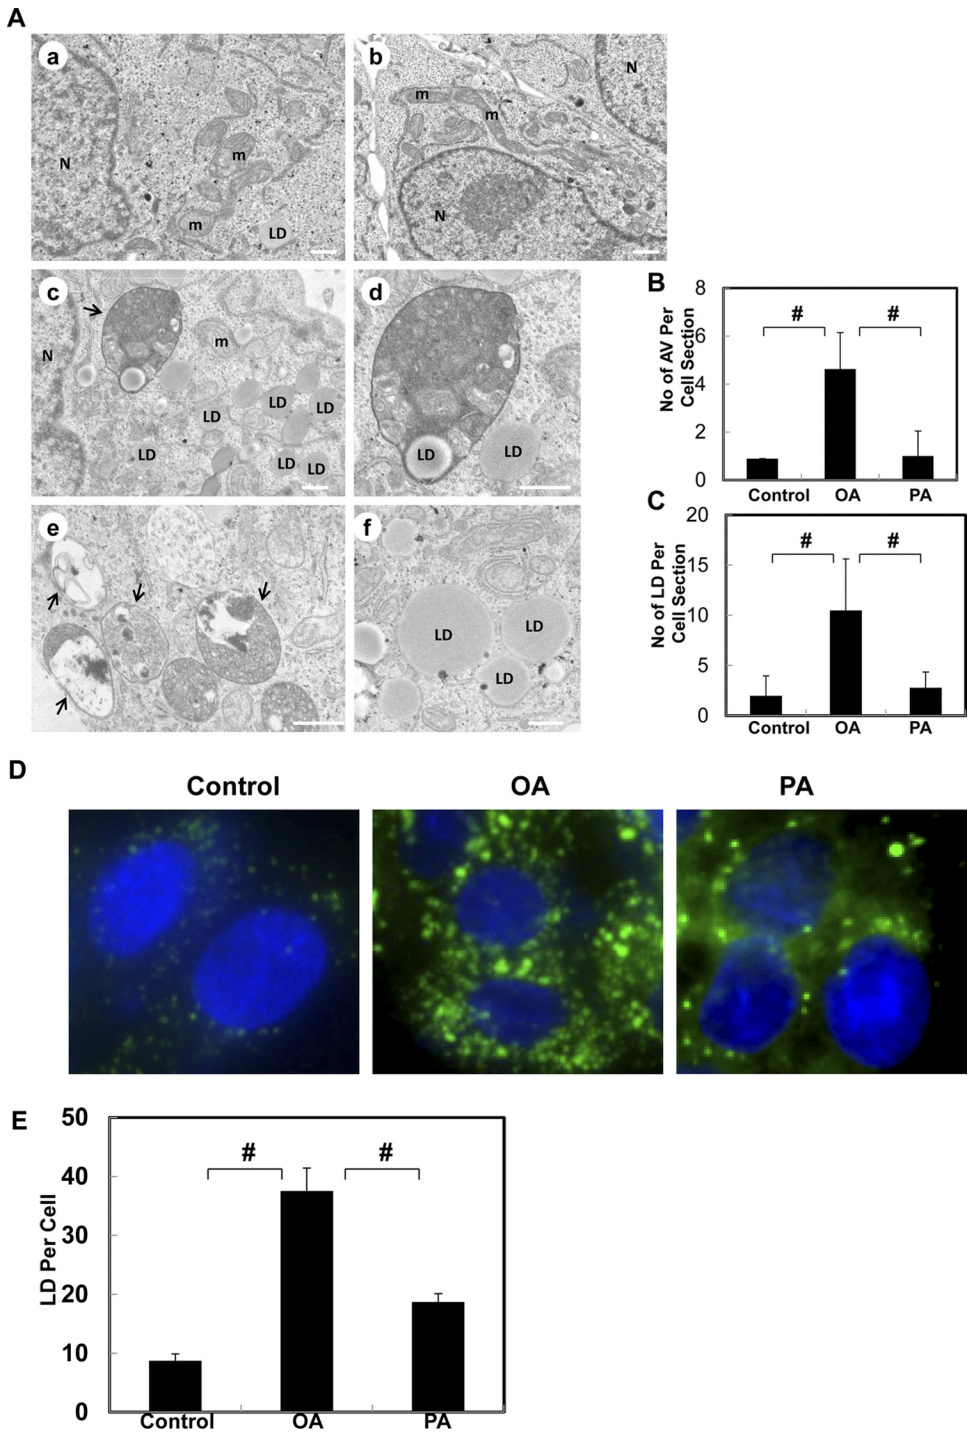 A
a
N
m
m
LD
b
m
m
N
N
c
N
m
LD
LD
LD
LD
LD
LD
d
LD
LD
e
f
LD
LD
LD
B
No of AV Per
Cell Section
8
6
4
2
0
#
#
Control OA PA
C
No of LD Per
Cell Section
20
15
10
5
0
#
#
Control OA PA
D
Control OA PA
E
LD Per Cell
50
40
30
20
10
0
#
#
Control OA PA